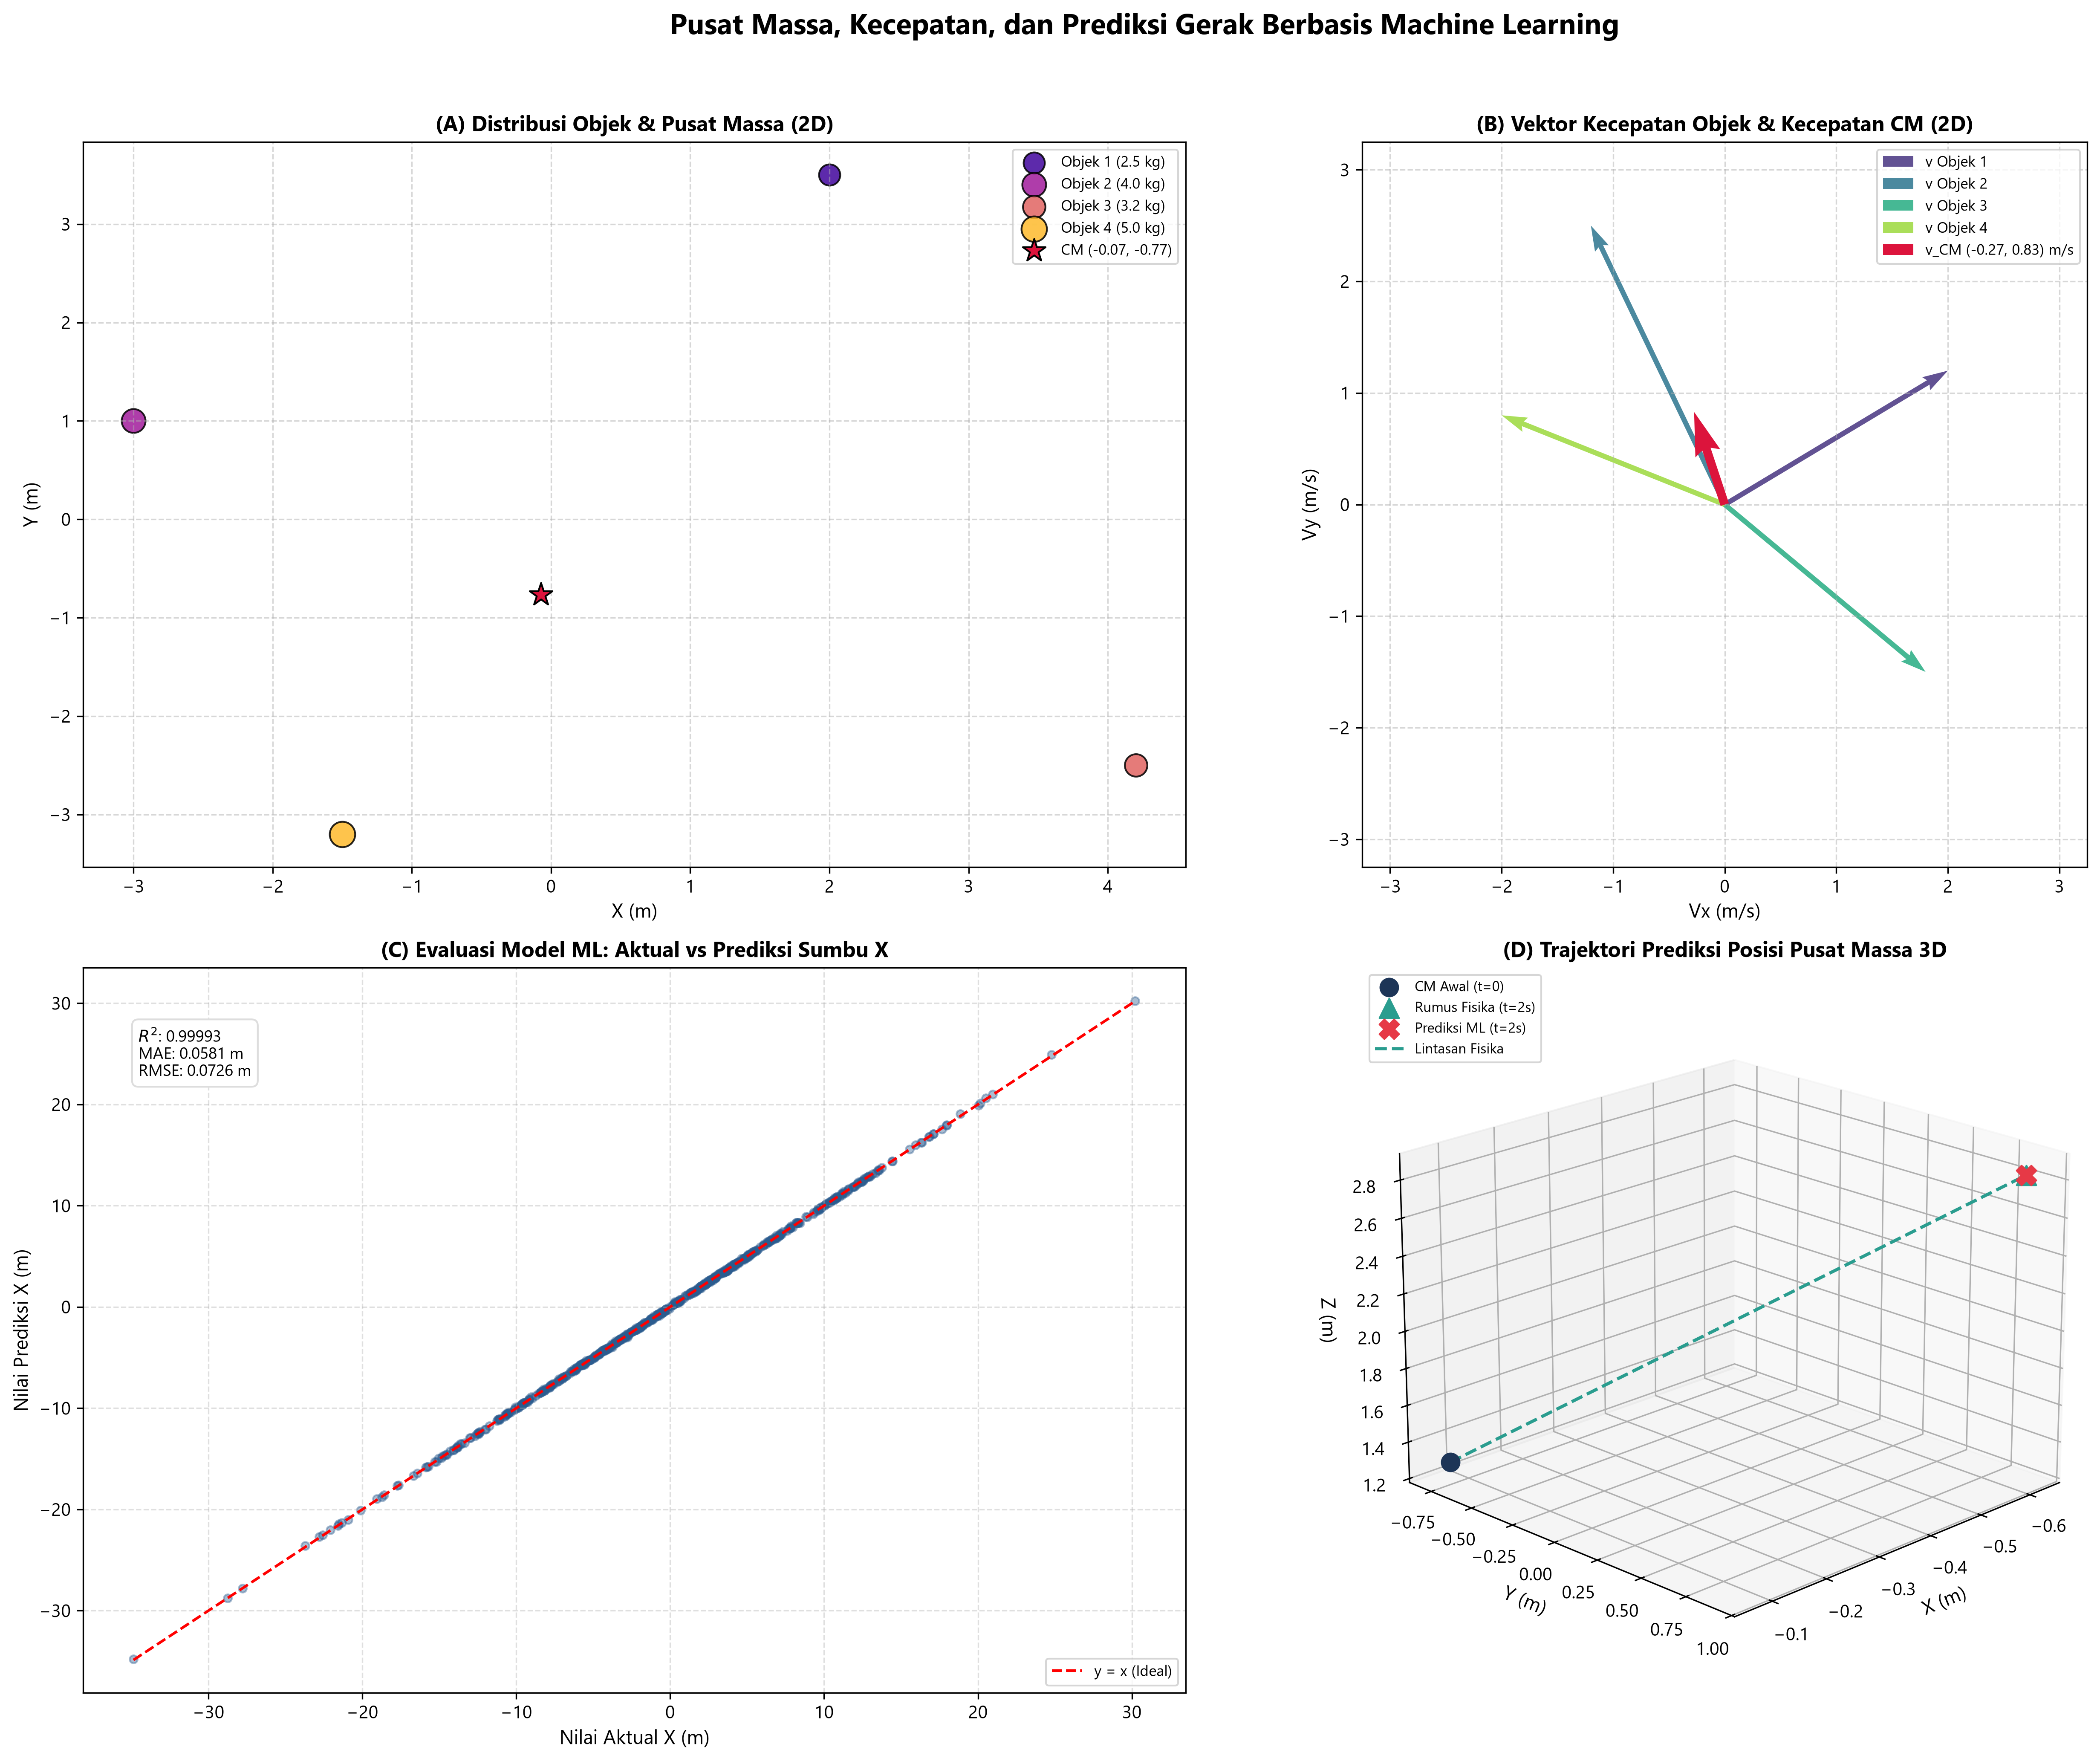 Pusat Massa, Kecepatan, dan Prediksi Gerak Berbasis Machine Learning
(A) Distribusi Objek & Pusat Massa (2D)
Objek 1 (2.5 kg)
Objek 2 (4.0 kg)
Objek 3 (3.2 kg)
Objek 4 (5.0 kg)
CM (-0.07, -0.77)
3
2
1
0
−1
−2
−3
Y (m)
−3 −2 −1 0 1 2 3 4
X (m)
(B) Vektor Kecepatan Objek & Kecepatan CM (2D)
v Objek 1
v Objek 2
v Objek 3
v Objek 4
v_CM (-0.27, 0.83) m/s
3
2
1
0
−1
−2
−3
Vy (m/s)
−3 −2 −1 0 1 2 3
Vx (m/s)
(C) Evaluasi Model ML: Aktual vs Prediksi Sumbu X
R²: 0.99993
MAE: 0.0581 m
RMSE: 0.0726 m
30
20
10
0
−10
−20
−30
Nilai Prediksi X (m)
y = x (Ideal)
−30 −20 −10 0 10 20 30
Nilai Aktual X (m)
(D) Trajektori Prediksi Posisi Pusat Massa 3D
CM Awal (t=0)
Rumus Fisika (t=2s)
Prediksi ML (t=2s)
Lintasan Fisika
2.8
2.6
2.4
2.2
2.0
1.8
1.6
1.4
1.2
Z (m)
−0.75
−0.50
−0.25
0.00
0.25
0.50
0.75
1.00
Y (m)
−0.6
−0.5
−0.4
−0.3
−0.2
−0.1
X (m)